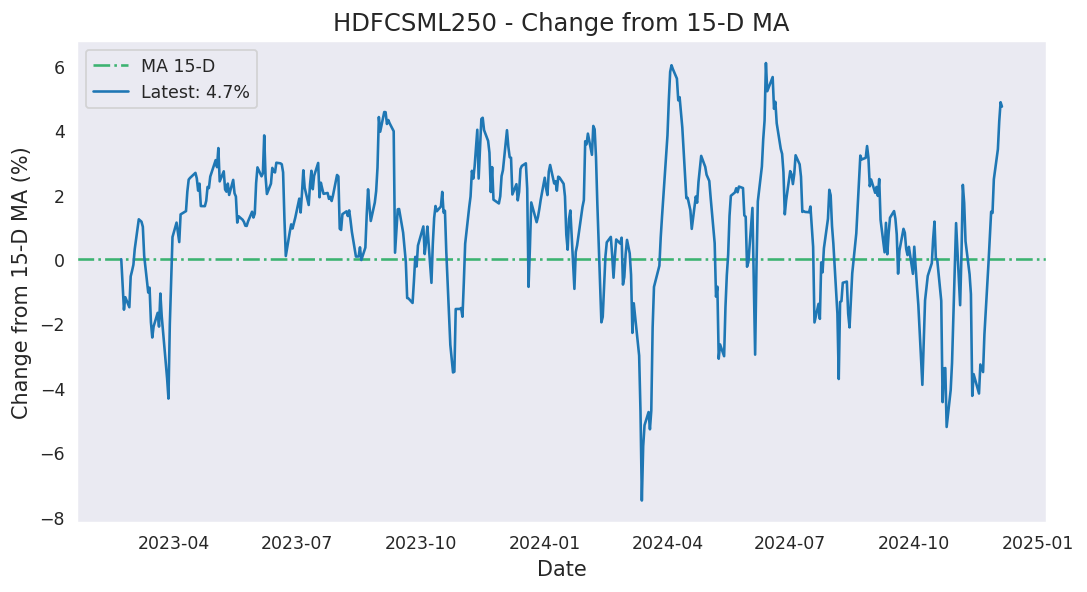 HDFCSML250 - Change from 15-D MA
MA 15-D
Latest: 4.7%
Change from 15-D MA (%)
6
4
2
0
−2
−4
−6
−8
2023-04 2023-07 2023-10 2024-01 2024-04 2024-07 2024-10 2025-01
Date